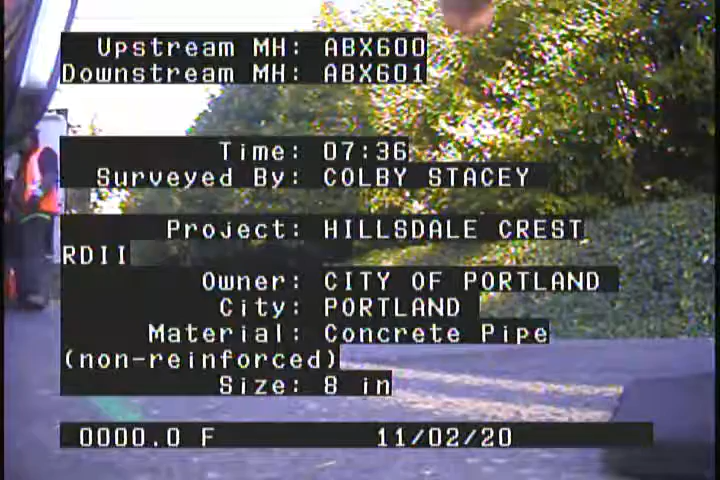 Upstream MH: ABX600
Downstream MH: ABX601
Time: 07:36
Surveyed By: COLBY STACEY
Project: HILLSDALE CREST
RDII
Owner: CITY OF PORTLAND
City: PORTLAND
Material: Concrete Pipe
(non-reinforced)
Size: 8 in
0000.0 F 11/02/20